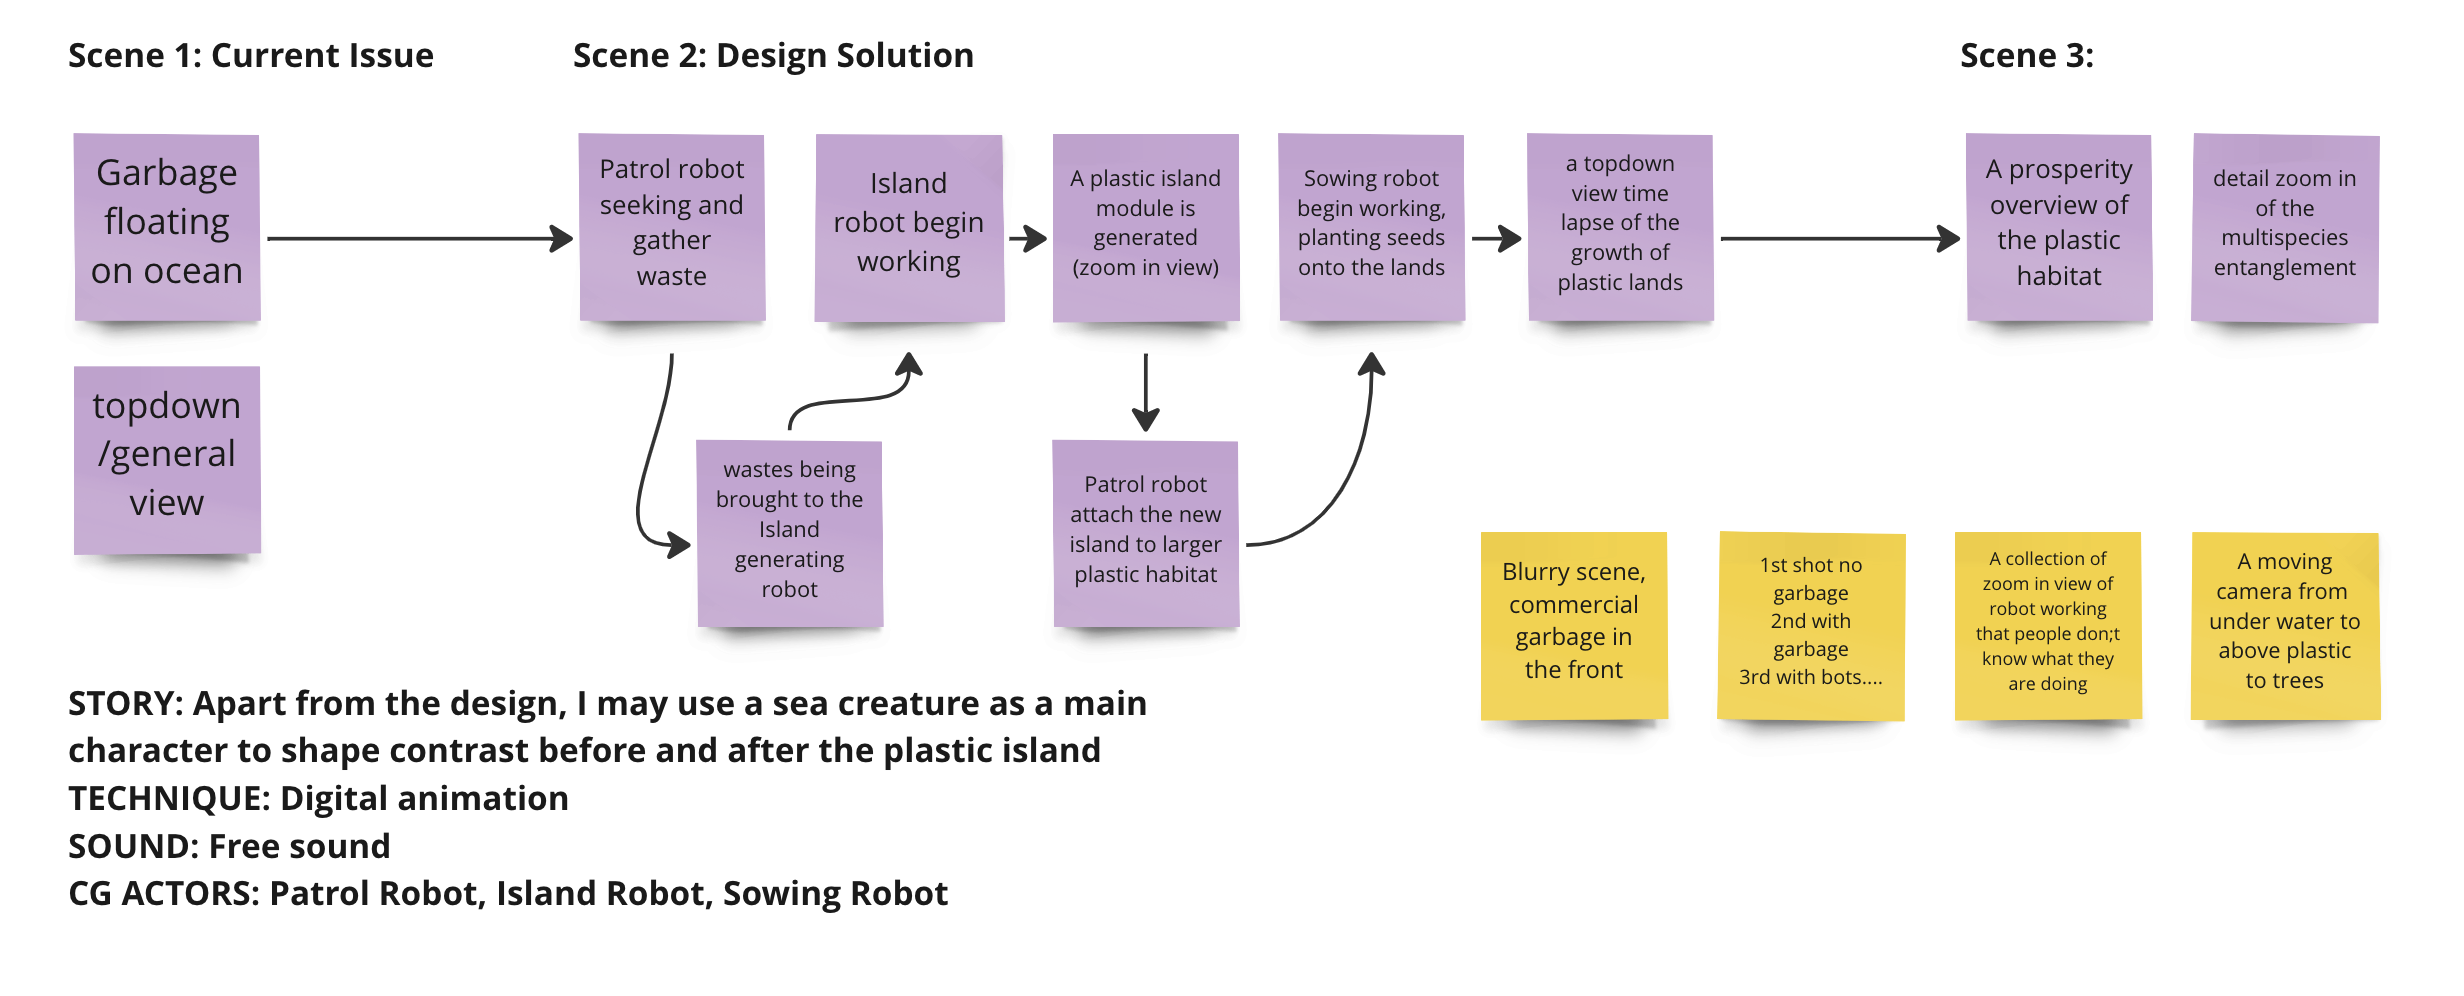 Scene 1: Current Issue
Scene 2: Design Solution
Scene 3:
Garbage
floating
on ocean
topdown
/general
view
Patrol robot
seeking and
gather
waste
wastes being
brought to the
Island
generating
robot
Island
robot begin
working
A plastic island
module is
generated
(zoom in view)
Patrol robot
attach the new
island to larger
plastic habitat
Sowing robot
begin working,
planting seeds
onto the lands
a topdown
view time
lapse of the
growth of
plastic lands
A prosperity
overview of
the plastic
habitat
detail zoom in
of the
multispecies
entanglement
Blurry scene,
commercial
garbage in
the front
1st shot no
garbage
2nd with
garbage
3rd with bots....
A collection of
zoom in view of
robot working
that people don;t
know what they
are doing
A moving
camera from
under water to
above plastic
to trees
STORY: Apart from the design, I may use a sea creature as a main
character to shape contrast before and after the plastic island
TECHNIQUE: Digital animation
SOUND: Free sound
CG ACTORS: Patrol Robot, Island Robot, Sowing Robot